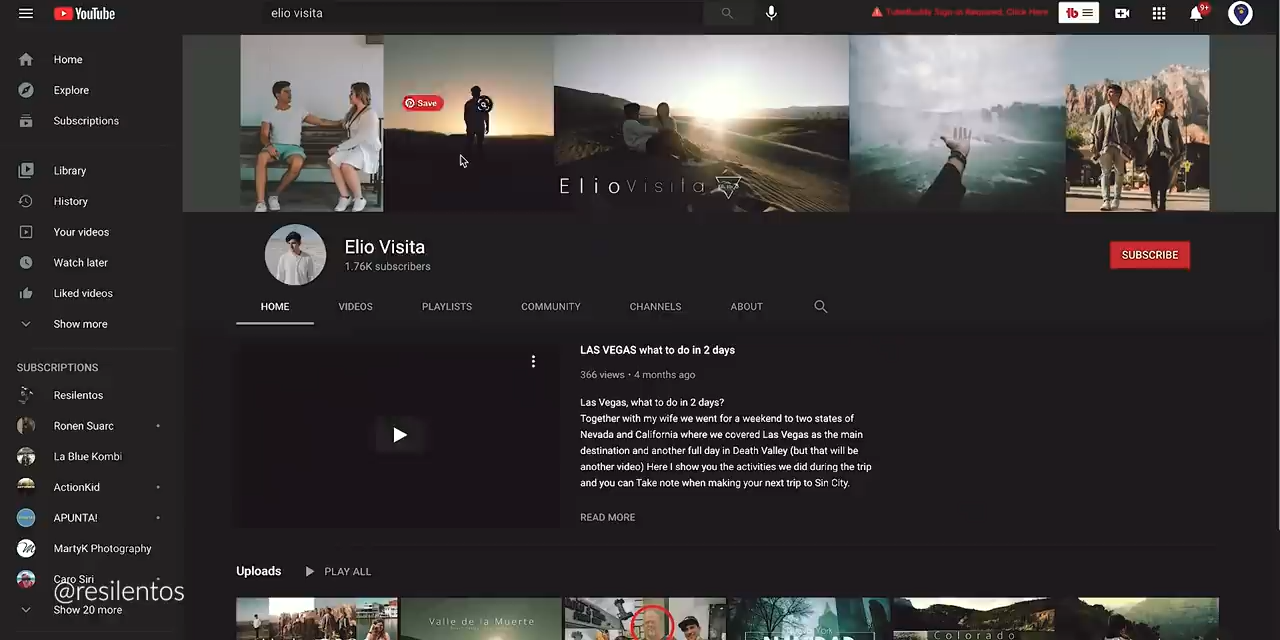 YouTube
elio visita
TubeBuddy Sign-in Required, Click Here
tb
9+
Home
Explore
Subscriptions
Library
History
Your videos
Watch later
Liked videos
Show more
SUBSCRIPTIONS
Resilentos
Ronen Suarc
La Blue Kombi
ActionKid
APUNTA!
MartyK Photography
Caro Siri
@resilentos
Show 20 more
Save
ElioVisita
Elio Visita
1.76K subscribers
SUBSCRIBE
HOME VIDEOS PLAYLISTS COMMUNITY CHANNELS ABOUT
LAS VEGAS what to do in 2 days
366 views • 4 months ago
Las Vegas, what to do in 2 days?
Together with my wife we went for a weekend to two states of
Nevada and California where we covered Las Vegas as the main
destination and another full day in Death Valley (but that will be
another video) Here I show you the activities we did during the trip
and you can Take note when making your next trip to Sin City.
READ MORE
Uploads PLAY ALL
Valle de la Muerte
Colorado